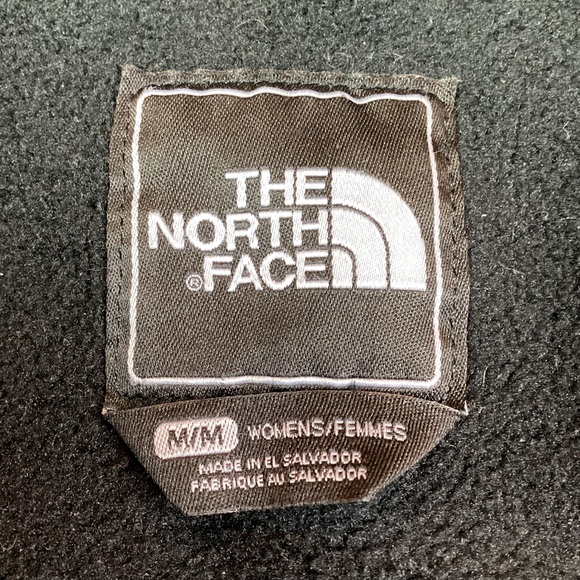 THE
NORTH
®FACE
M/M WOMENS/FEMMES
MADE IN EL SALVADOR
FABRIQUE AU SALVADOR